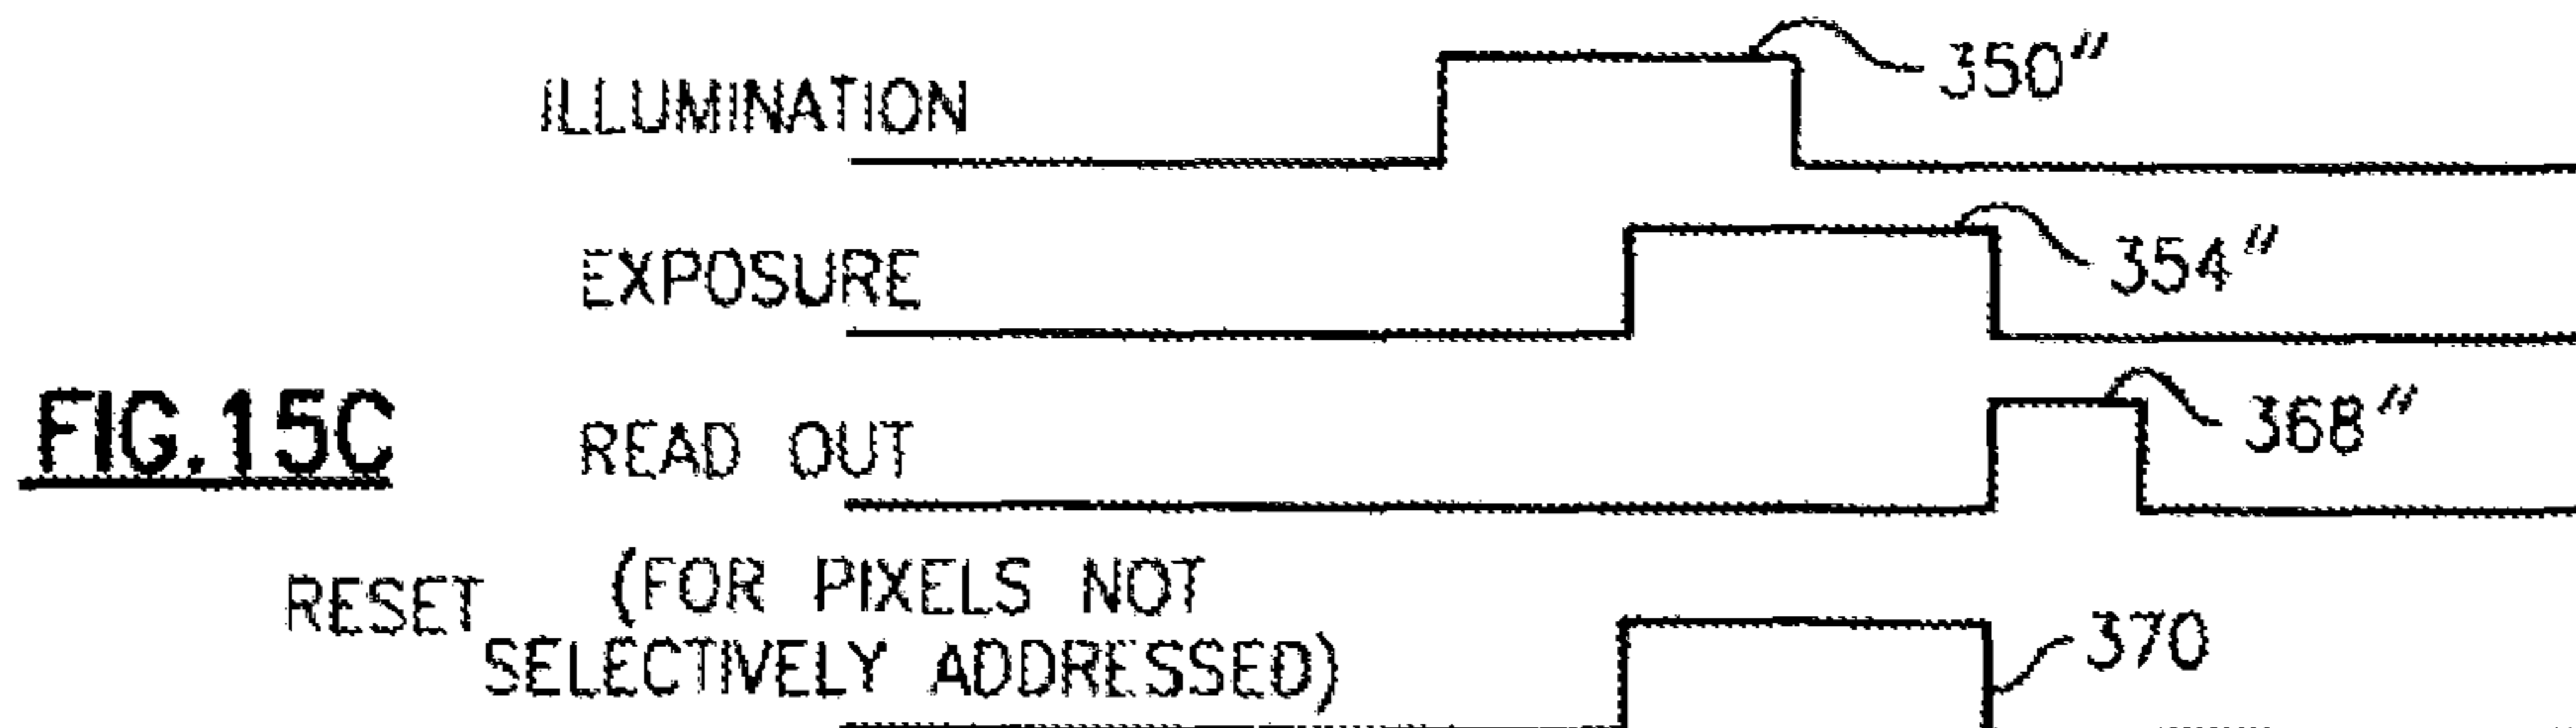 ILLUMINATION 350"
EXPOSURE 354"
FIG.15C READ OUT 368"
RESET (FOR PIXELS NOT
SELECTIVELY ADDRESSED) 370